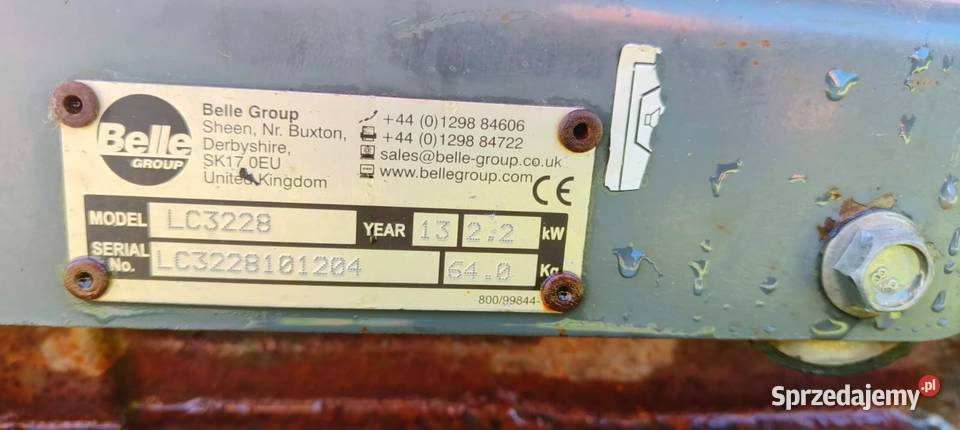 Belle
GROUP
Belle Group
Sheen, Nr. Buxton,
Derbyshire,
SK17 0EU
United Kingdom
+44 (0)1298 84606
+44 (0)1298 84722
sales@belle-group.co.uk
www.bellegroup.com
CE
MODEL LC3228 YEAR 13 2.2 kW
SERIAL No. LC3228101204 64.0 Kg
800/99844-
Sprzedajemy.pl